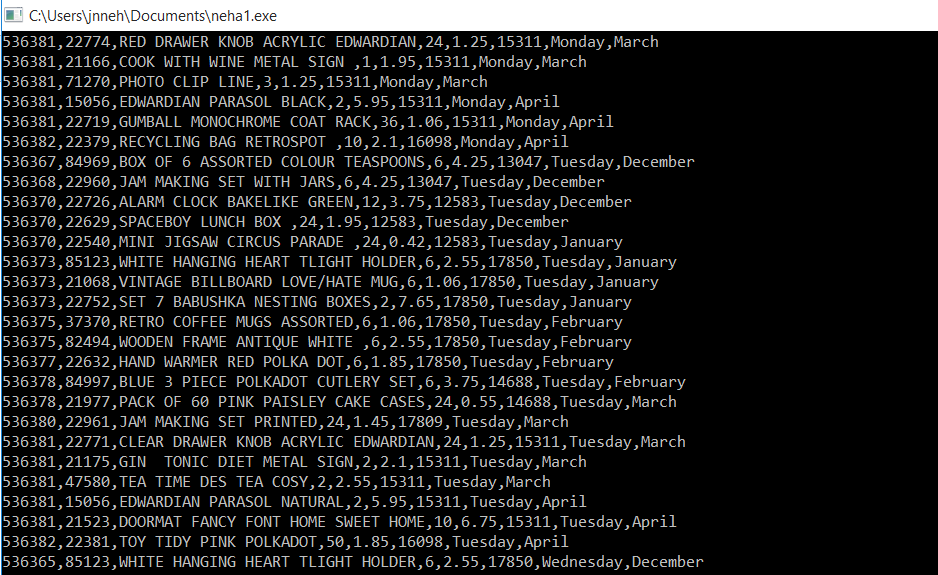 C:\Users\jnneh\Documents\neha1.exe
536381,22774,RED DRAWER KNOB ACRYLIC EDWARDIAN,24,1.25,15311,Monday,March
536381,21166,COOK WITH WINE METAL SIGN ,1,1.95,15311,Monday,March
536381,71270,PHOTO CLIP LINE,3,1.25,15311,Monday,March
536381,15056,EDWARDIAN PARASOL BLACK,2,5.95,15311,Monday,April
536381,22719,GUMBALL MONOCHROME COAT RACK,36,1.06,15311,Monday,April
536382,22379,RECYCLING BAG RETROSPOT ,10,2.1,16098,Monday,April
536367,84969,BOX OF 6 ASSORTED COLOUR TEASPOONS,6,4.25,13047,Tuesday,December
536368,22960,JAM MAKING SET WITH JARS,6,4.25,13047,Tuesday,December
536370,22726,ALARM CLOCK BAKELIKE GREEN,12,3.75,12583,Tuesday,December
536370,22629,SPACEBOY LUNCH BOX ,24,1.95,12583,Tuesday,December
536370,22540,MINI JIGSAW CIRCUS PARADE ,24,0.42,12583,Tuesday,January
536373,85123,WHITE HANGING HEART TLIGHT HOLDER,6,2.55,17850,Tuesday,January
536373,21068,VINTAGE BILLBOARD LOVE/HATE MUG,6,1.06,17850,Tuesday,January
536373,22752,SET 7 BABUSHKA NESTING BOXES,2,7.65,17850,Tuesday,January
536375,37370,RETRO COFFEE MUGS ASSORTED,6,1.06,17850,Tuesday,February
536375,82494,WOODEN FRAME ANTIQUE WHITE ,6,2.55,17850,Tuesday,February
536377,22632,HAND WARMER RED POLKA DOT,6,1.85,17850,Tuesday,February
536378,84997,BLUE 3 PIECE POLKADOT CUTLERY SET,6,3.75,14688,Tuesday,February
536378,21977,PACK OF 60 PINK PAISLEY CAKE CASES,24,0.55,14688,Tuesday,March
536380,22961,JAM MAKING SET PRINTED,24,1.45,17809,Tuesday,March
536381,22771,CLEAR DRAWER KNOB ACRYLIC EDWARDIAN,24,1.25,15311,Tuesday,March
536381,21175,GIN  TONIC DIET METAL SIGN,2,2.1,15311,Tuesday,March
536381,47580,TEA TIME DES TEA COSY,2,2.55,15311,Tuesday,March
536381,15056,EDWARDIAN PARASOL NATURAL,2,5.95,15311,Tuesday,April
536381,21523,DOORMAT FANCY FONT HOME SWEET HOME,10,6.75,15311,Tuesday,April
536382,22381,TOY TIDY PINK POLKADOT,50,1.85,16098,Tuesday,April
536365,85123,WHITE HANGING HEART TLIGHT HOLDER,6,2.55,17850,Wednesday,December